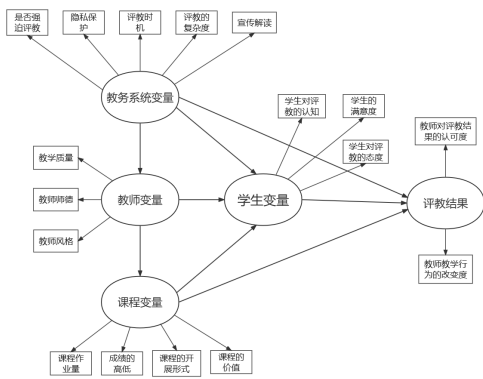 是否强
迫评教
隐私保
护
评教时
机
评教的
复杂度
宣传解读
教务系统变量
学生对评
教的认知
学生的
满意度
教师对评教结
果的认可度
学生对评
教的态度
教学质量
教师师德
教师风格
教师变量
学生变量
评教结果
教师教学行
为的改变度
课程变量
课程作
业量
成绩的
高低
课程的开
展形式
课程的
价值